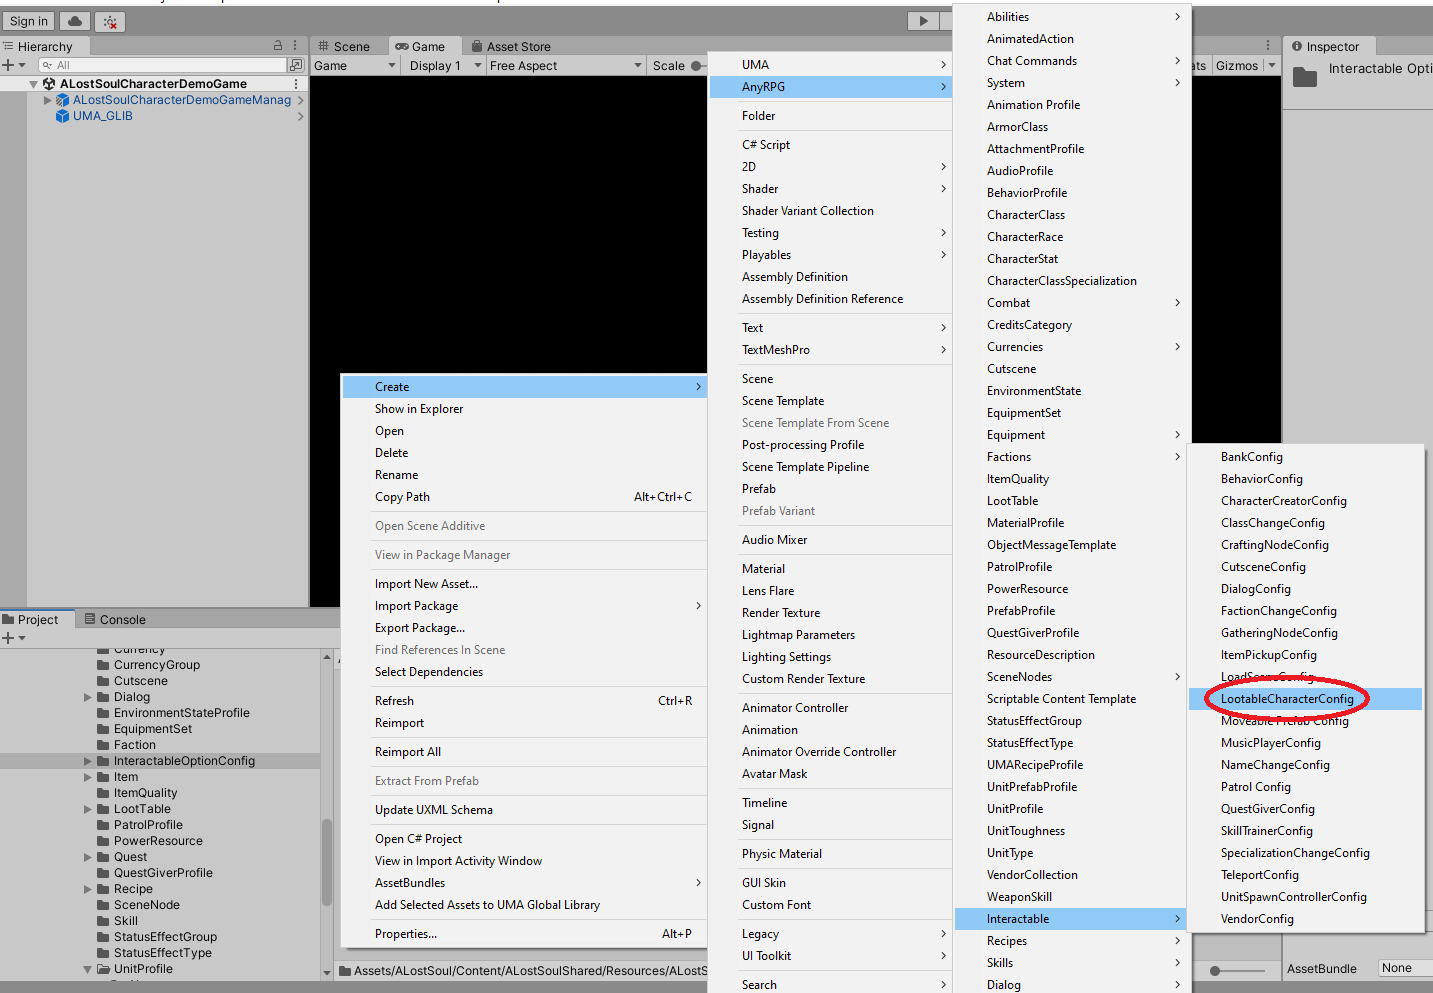 Sign in
Hierarchy
All
ALostSoulCharacterDemoGame
ALostSoulCharacterDemoGameManag
UMA_GLIB
Scene
Game
Asset Store
Game
Display 1
Free Aspect
Scale
ats
Gizmos
Inspector
Interactable Opti
Project
Console
Currency
CurrencyGroup
Cutscene
Dialog
EnvironmentStateProfile
EquipmentSet
Faction
InteractableOptionConfig
Item
ItemQuality
LootTable
PatrolProfile
PowerResource
Quest
QuestGiverProfile
Recipe
SceneNode
Skill
StatusEffectGroup
StatusEffectType
UnitProfile
Create
Show in Explorer
Open
Delete
Rename
Copy Path Alt+Ctrl+C
Open Scene Additive
View in Package Manager
Import New Asset...
Import Package
Export Package...
Find References In Scene
Select Dependencies
Refresh Ctrl+R
Reimport
Reimport All
Extract From Prefab
Update UXML Schema
Open C# Project
View in Import Activity Window
AssetBundles
Add Selected Assets to UMA Global Library
Properties... Alt+P
Assets/ALostSoul/Content/ALostSoulShared/Resources/ALostS
UMA
AnyRPG
Folder
C# Script
2D
Shader
Shader Variant Collection
Testing
Playables
Assembly Definition
Assembly Definition Reference
Text
TextMeshPro
Scene
Scene Template
Scene Template From Scene
Post-processing Profile
Scene Template Pipeline
Prefab
Prefab Variant
Audio Mixer
Material
Lens Flare
Render Texture
Lightmap Parameters
Lighting Settings
Custom Render Texture
Animator Controller
Animation
Animator Override Controller
Avatar Mask
Timeline
Signal
Physic Material
GUI Skin
Custom Font
Legacy
UI Toolkit
Search
Abilities
AnimatedAction
Chat Commands
System
Animation Profile
ArmorClass
AttachmentProfile
AudioProfile
BehaviorProfile
CharacterClass
CharacterRace
CharacterStat
CharacterClassSpecialization
Combat
CreditsCategory
Currencies
Cutscene
EnvironmentState
EquipmentSet
Equipment
Factions
ItemQuality
LootTable
MaterialProfile
ObjectMessageTemplate
PatrolProfile
PowerResource
PrefabProfile
QuestGiverProfile
ResourceDescription
SceneNodes
Scriptable Content Template
StatusEffectGroup
StatusEffectType
UMARecipeProfile
UnitPrefabProfile
UnitProfile
UnitToughness
UnitType
VendorCollection
WeaponSkill
Interactable
Recipes
Skills
Dialog
BankConfig
BehaviorConfig
CharacterCreatorConfig
ClassChangeConfig
CraftingNodeConfig
CutsceneConfig
DialogConfig
FactionChangeConfig
GatheringNodeConfig
ItemPickupConfig
LoadSceneConfig
LootableCharacterConfig
Moveable Prefab Config
MusicPlayerConfig
NameChangeConfig
Patrol Config
QuestGiverConfig
SkillTrainerConfig
SpecializationChangeConfig
TeleportConfig
UnitSpawnControllerConfig
VendorConfig
AssetBundle
None